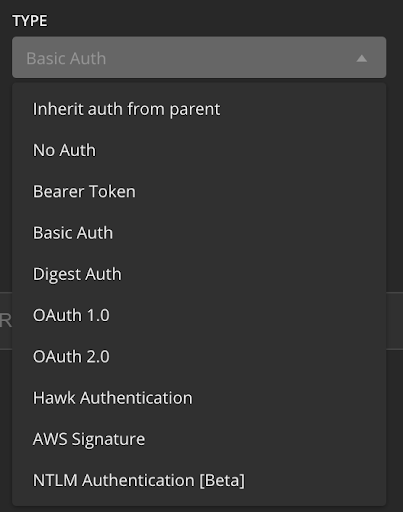 TYPE
Basic Auth
Inherit auth from parent
No Auth
Bearer Token
Basic Auth
Digest Auth
R
OAuth 1.0
OAuth 2.0
Hawk Authentication
AWS Signature
NTLM Authentication [Beta]